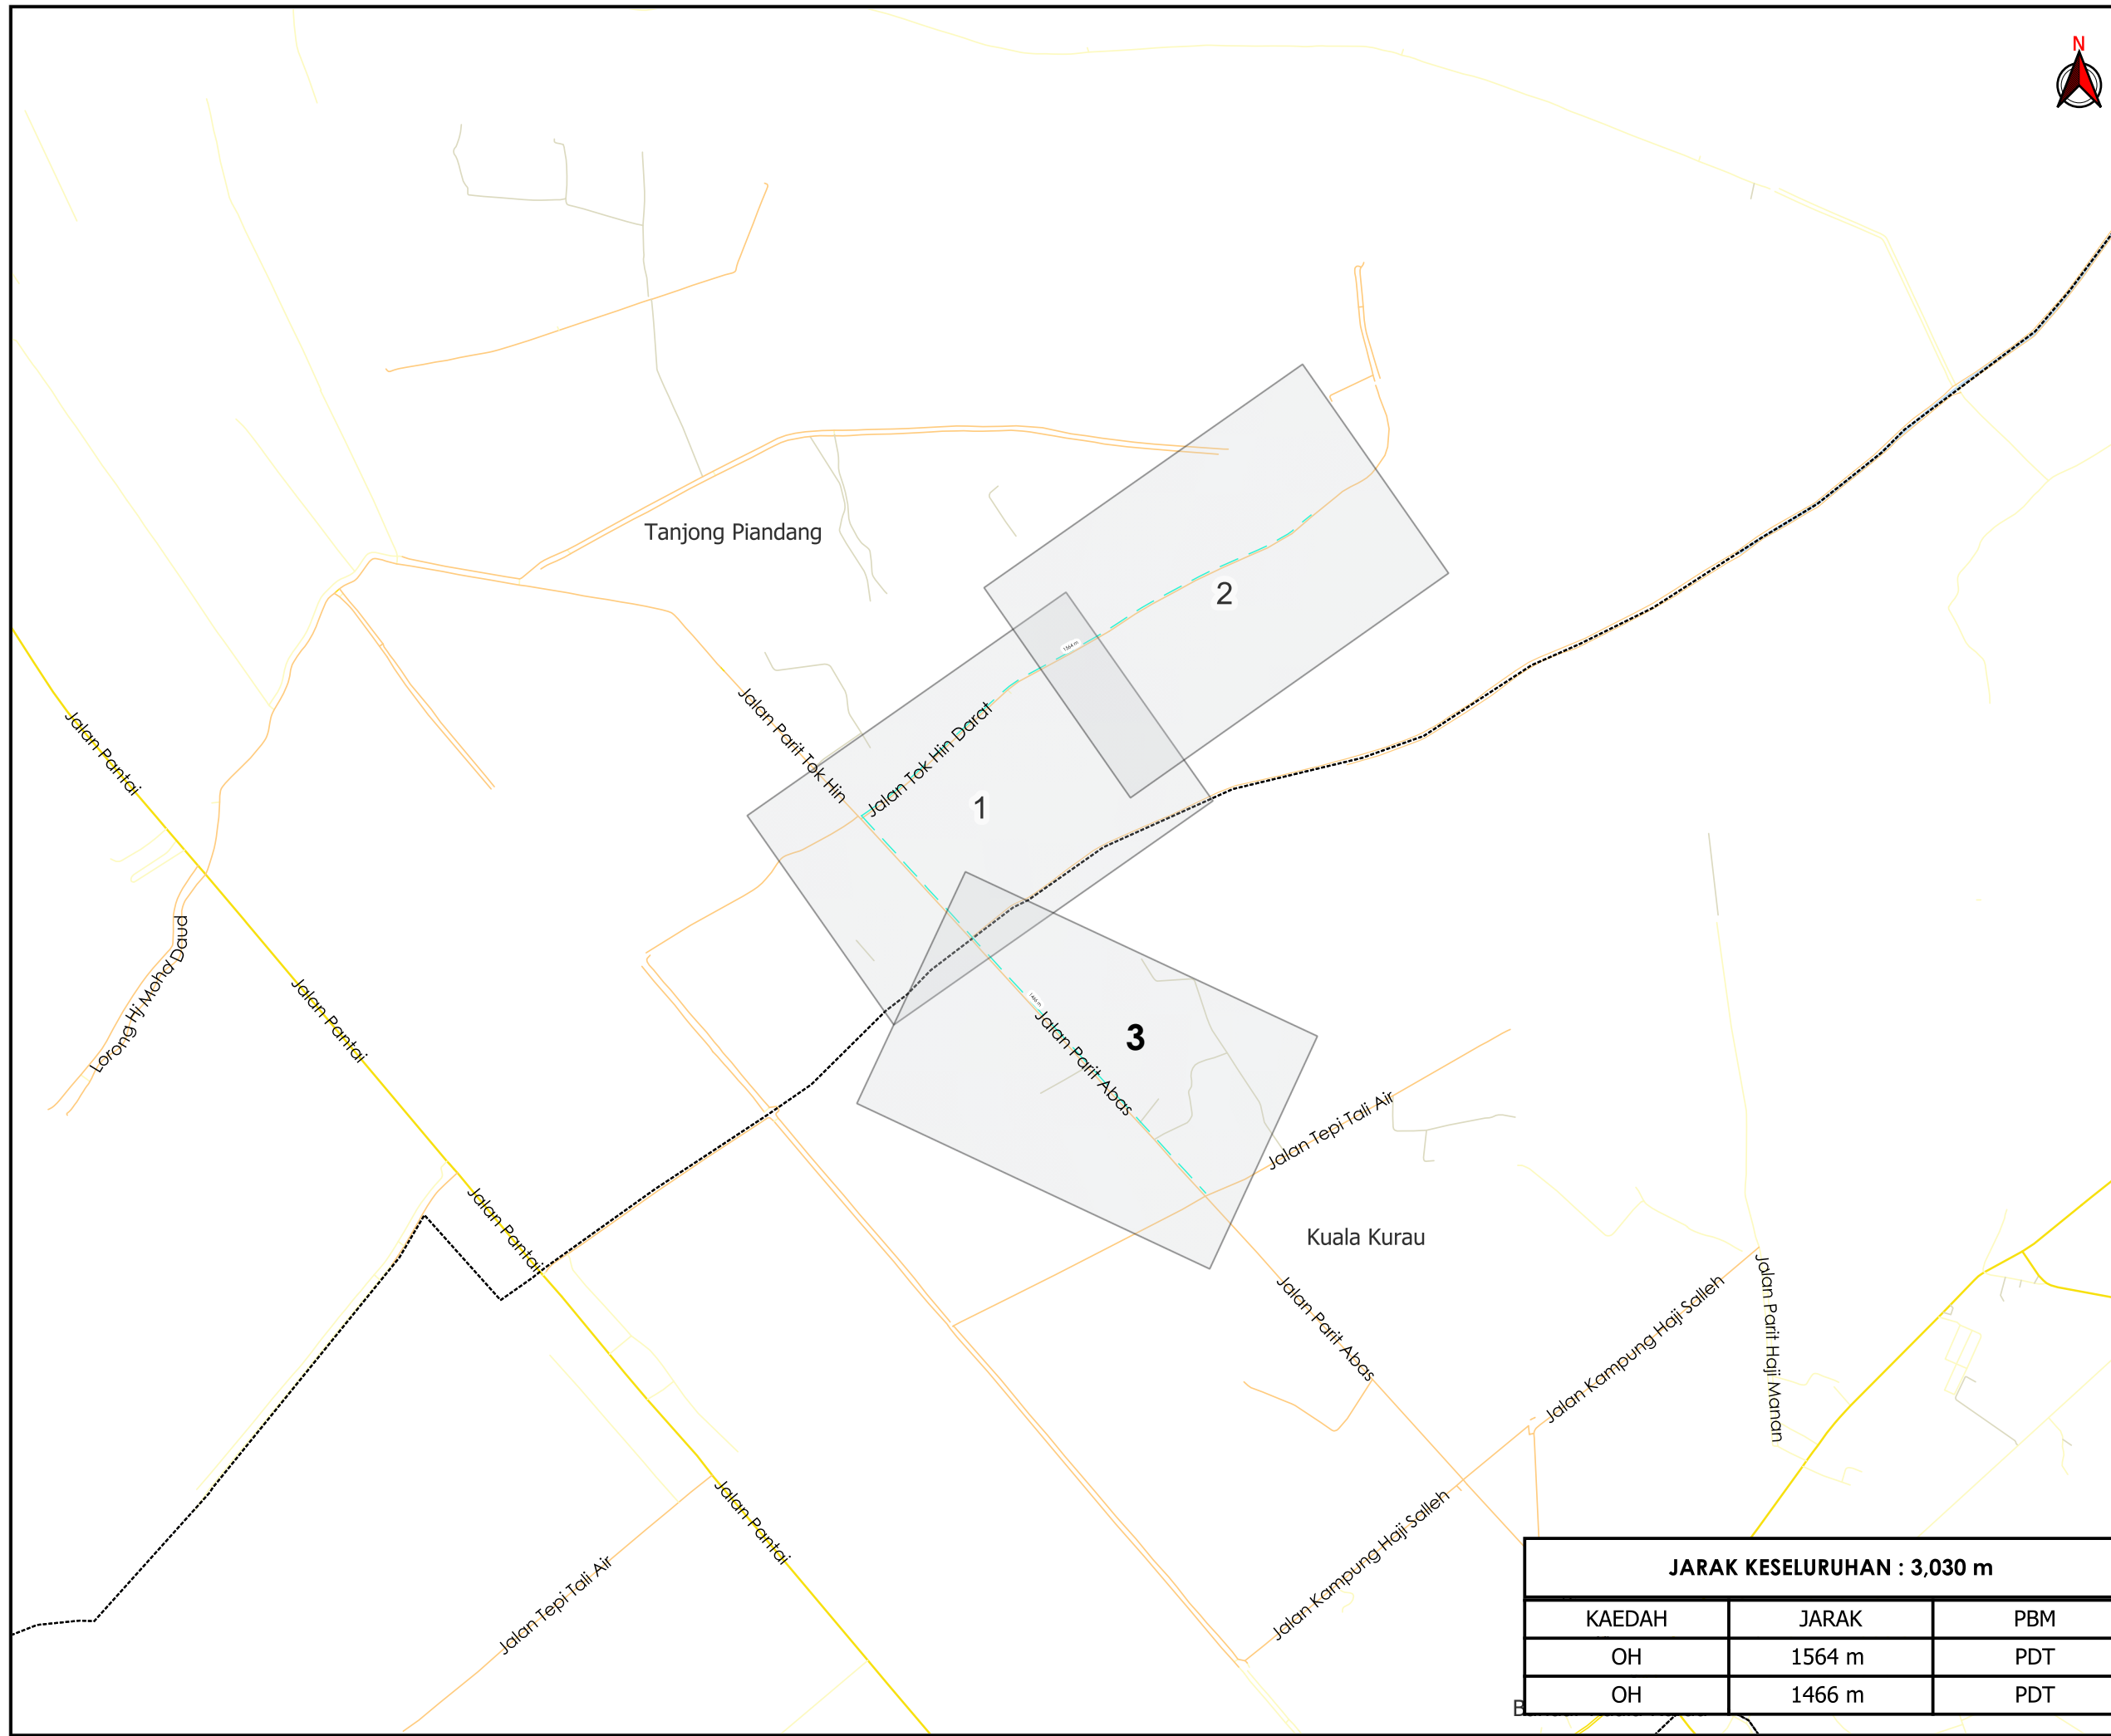 N
Tanjong Piandang
2
1564 m
Jalan Parit Tok Hin
Jalan Tok Hin Darat
Jalan Pantai
1
Lorong Hj Mohd Daud
Jalan Pantai
1466 m
3
Jalan Parit Abas
Jalan Tepi Tali Air
Jalan Pantai
Kuala Kurau
Jalan Parit Abas
Jalan Kampung Haji Salleh
Jalan Parit Haji Manan
Jalan Pantai
Jalan Kampung Haji Salleh
Jalan Tepi Tali Air
JARAK KESELURUHAN : 3,030 m
KAEDAH JARAK PBM
OH 1564 m PDT
OH 1466 m PDT